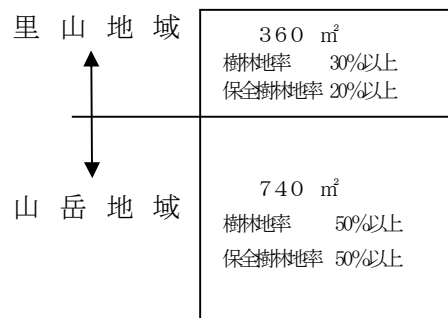 里山地域
360 ㎡
樹林地率 30%以上
保全樹林地率 20%以上
山岳地域
740 ㎡
樹林地率 50%以上
保全樹林地率 50%以上